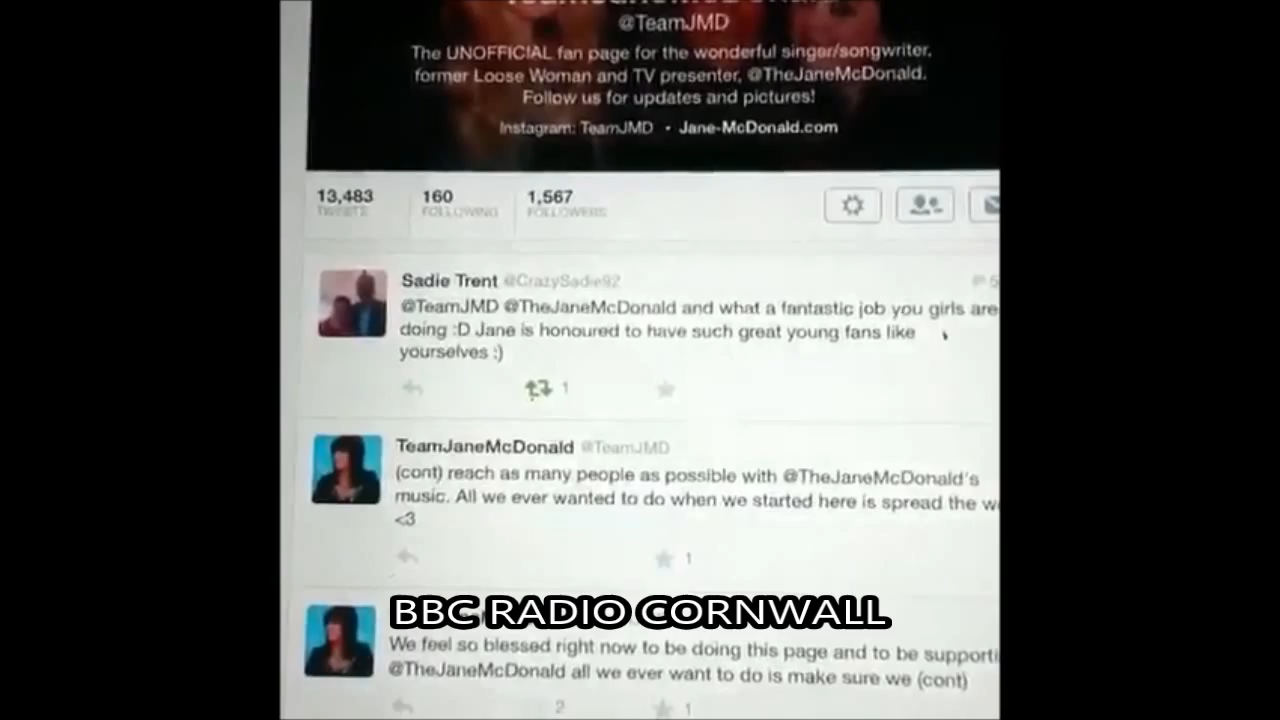 @TeamJMD
The UNOFFICIAL fan page for the wonderful singer/songwriter,
former Loose Woman and TV presenter, @TheJaneMcDonald.
Follow us for updates and pictures!
Instagram: TeamJMD • Jane-McDonald.com
13,483 160 1,567
TWEETS FOLLOWING FOLLOWERS
Sadie Trent @CrazySadie92
@TeamJMD @TheJaneMcDonald and what a fantastic job you girls are
doing :D Jane is honoured to have such great young fans like
yourselves :)
1
TeamJaneMcDonald @TeamJMD
(cont) reach as many people as possible with @TheJaneMcDonald's
music. All we ever wanted to do when we started here is spread the
<3
1
BBC RADIO CORNWALL
We feel so blessed right now to be doing this page and to be
@TheJaneMcDonald all we ever want to do is make sure we (cont)
2 1